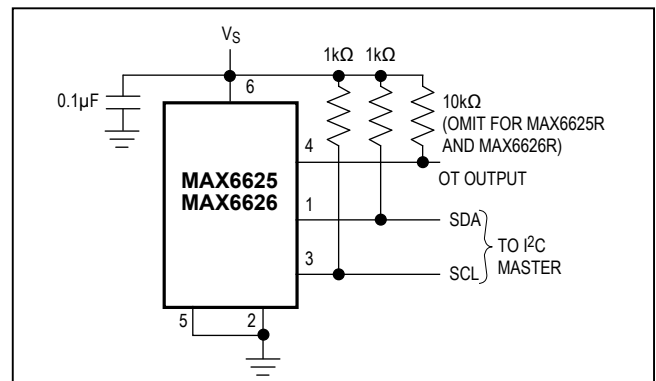 VS
1kΩ 1kΩ
6
0.1µF
10kΩ
(OMIT FOR MAX6625R
AND MAX6626R)
4
OT OUTPUT
MAX6625
MAX6626
1
SDA
TO I2C
MASTER
3
SCL
5
2